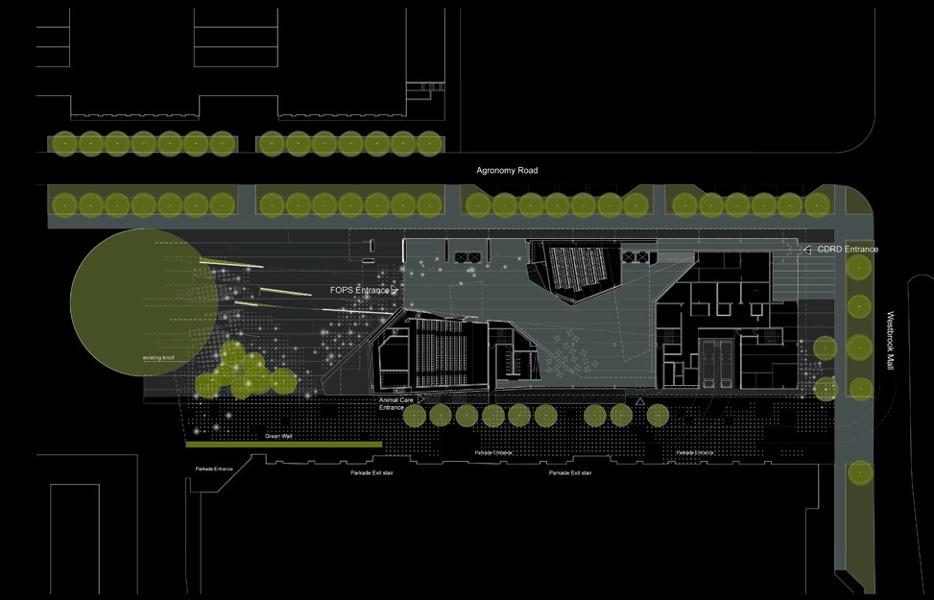 Agronomy Road
CDRD Entrance
FOPS Entrance
Westbrook Mall
existing knoll
Animal Care
Entrance
Green Wall
Parkade Entrance
Parkade Entrance
Parkade Entrance
Parkade Exit stair
Parkade Exit stair